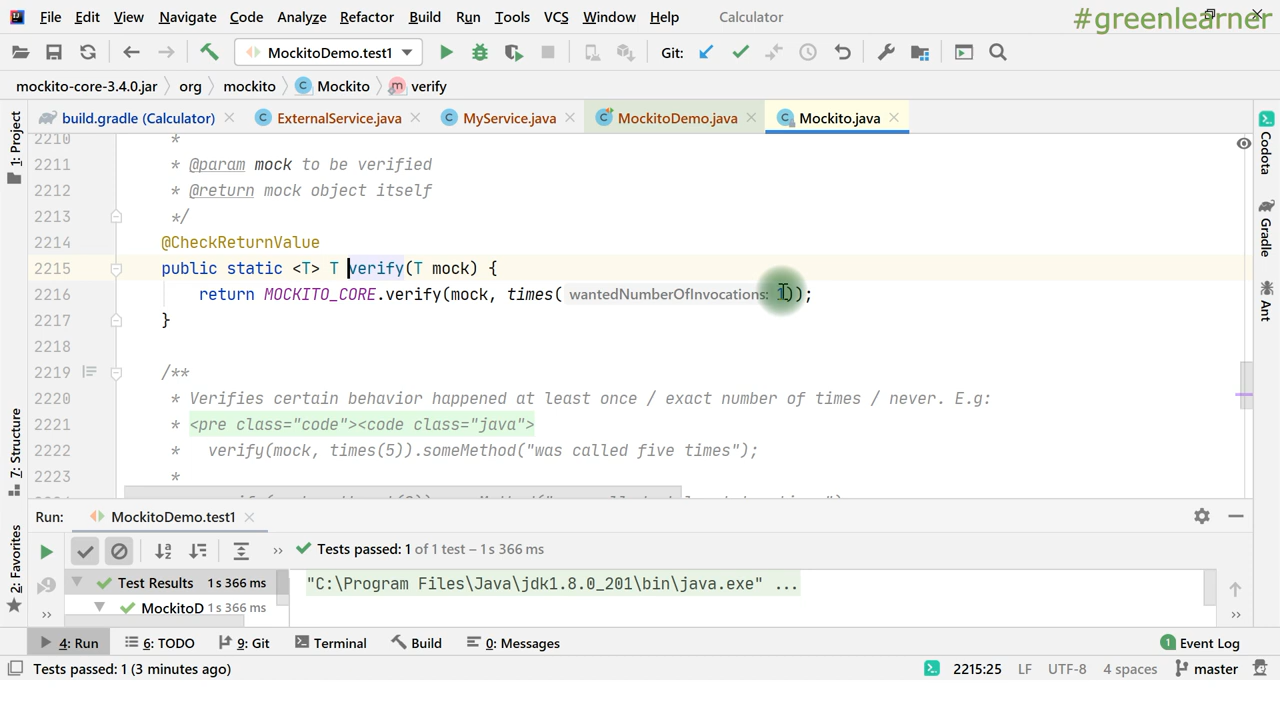 File Edit View Navigate Code Analyze Refactor Build Run Tools VCS Window Help Calculator
#greenlearner
MockitoDemo.test1 Git:
mockito-core-3.4.0.jar org mockito Mockito verify
build.gradle (Calculator) ExternalService.java MyService.java MockitoDemo.java Mockito.java
1: Project
7: Structure
2: Favorites
Codota
Gradle
Ant
2210 *
2211 * @param mock to be verified
2212 * @return mock object itself
2213 */
2214 @CheckReturnValue
2215 public static <T> T verify(T mock) {
2216 return MOCKITO_CORE.verify(mock, times( wantedNumberOfInvocations: 1));
2217 }
2218
2219 /**
2220 * Verifies certain behavior happened at least once / exact number of times / never. E.g:
2221 * <pre class="code"><code class="java">
2222 * verify(mock, times(5)).someMethod("was called five times");
2223 *
Run: MockitoDemo.test1
>> Tests passed: 1 of 1 test – 1 s 366 ms
Test Results 1 s 366 ms
"C:\Program Files\Java\jdk1.8.0_201\bin\java.exe" ...
MockitoD 1 s 366 ms
4: Run 6: TODO 9: Git Terminal Build 0: Messages 1 Event Log
Tests passed: 1 (3 minutes ago) 2215:25 LF UTF-8 4 spaces master